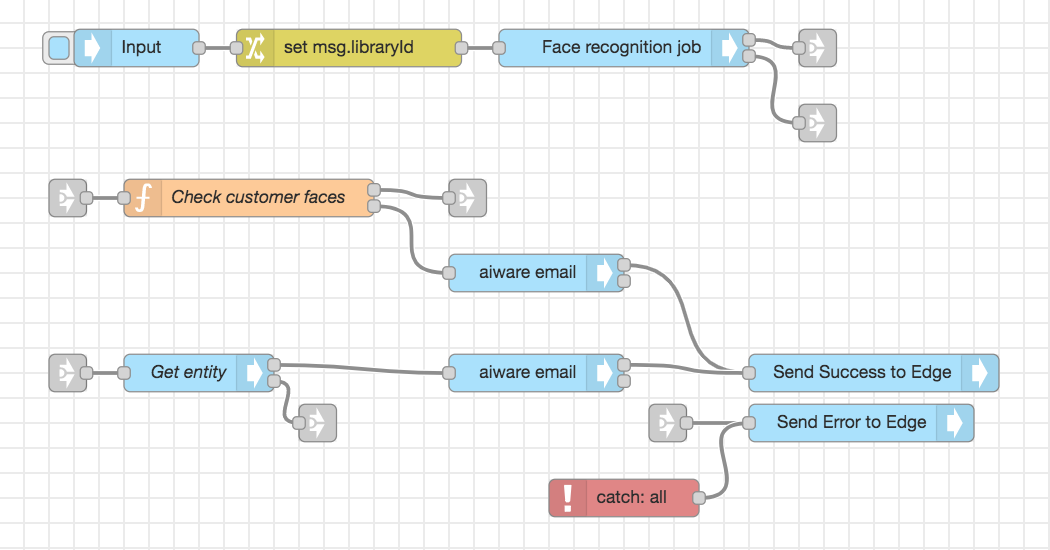 Input
set msg.libraryId
Face recognition job
Check customer faces
aiware email
Get entity
aiware email
Send Success to Edge
Send Error to Edge
catch: all